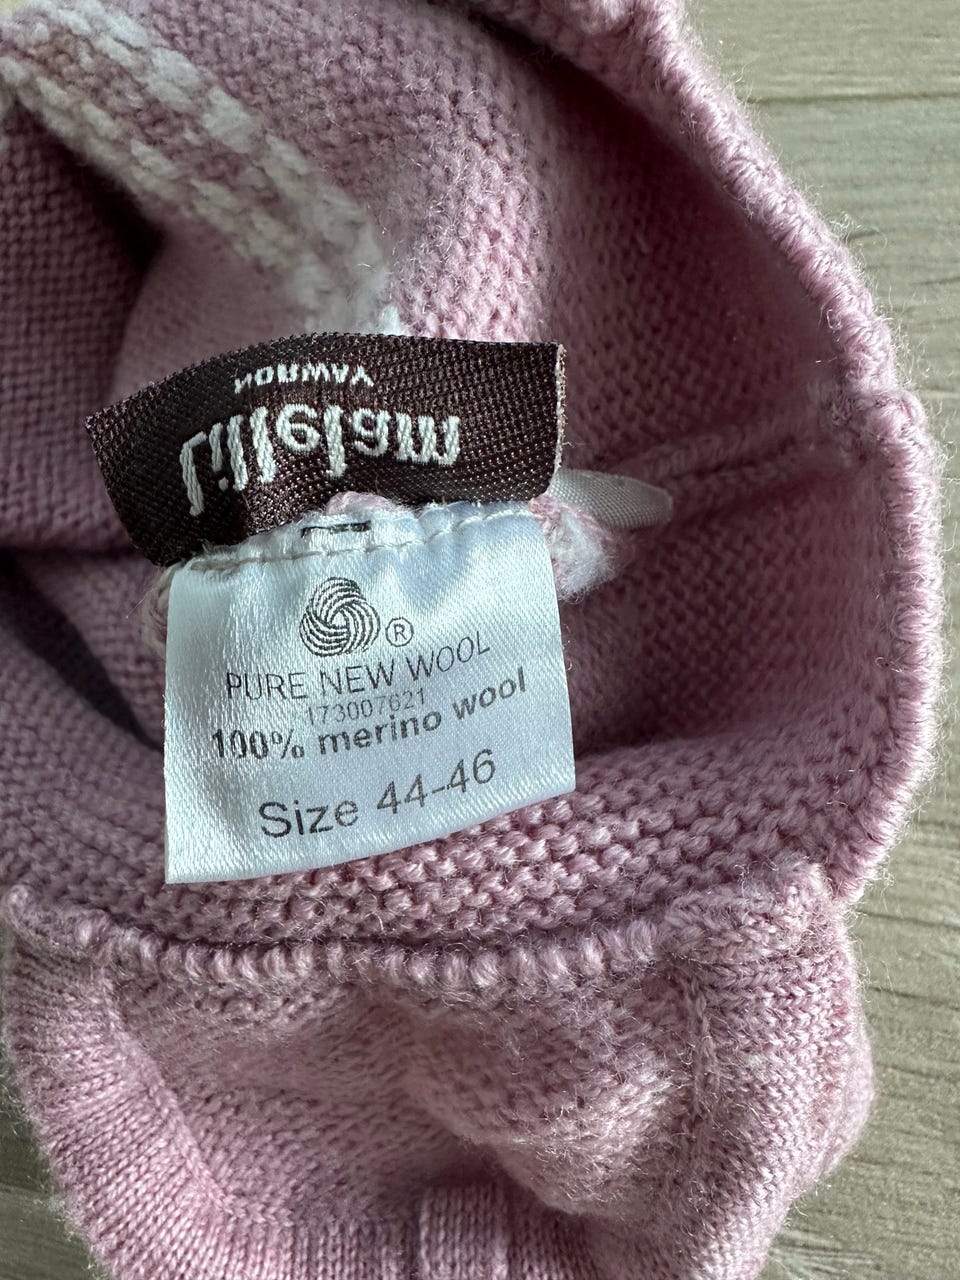 Lillelam
NORWAY
®
PURE NEW WOOL
173007621
100% merino wool
Size 44-46